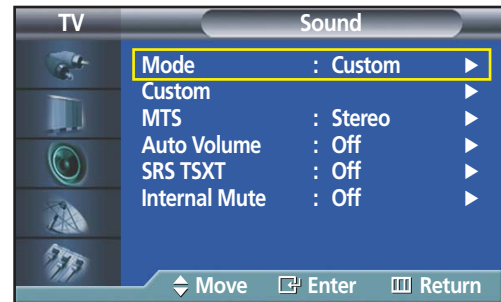 TV Sound
Mode : Custom
Custom
MTS : Stereo
Auto Volume : Off
SRS TSXT : Off
Internal Mute : Off
Move Enter Return